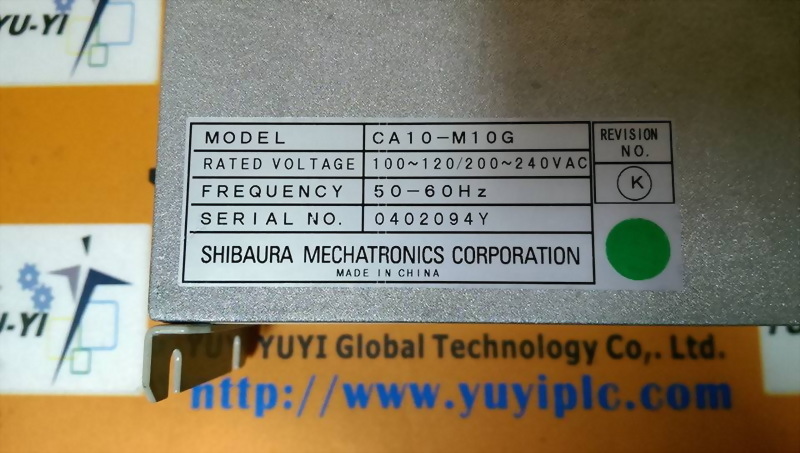 YU-YI
MODEL CA10-M10G
RATED VOLTAGE 100~120/200~240VAC
FREQUENCY 50-60Hz
SERIAL NO. 0402094Y
SHIBAURA MECHATRONICS CORPORATION
MADE IN CHINA
REVISION
NO.
K
U-YI
YUYI Global Technology Co,. Ltd.
http://www.yuyiplc.com